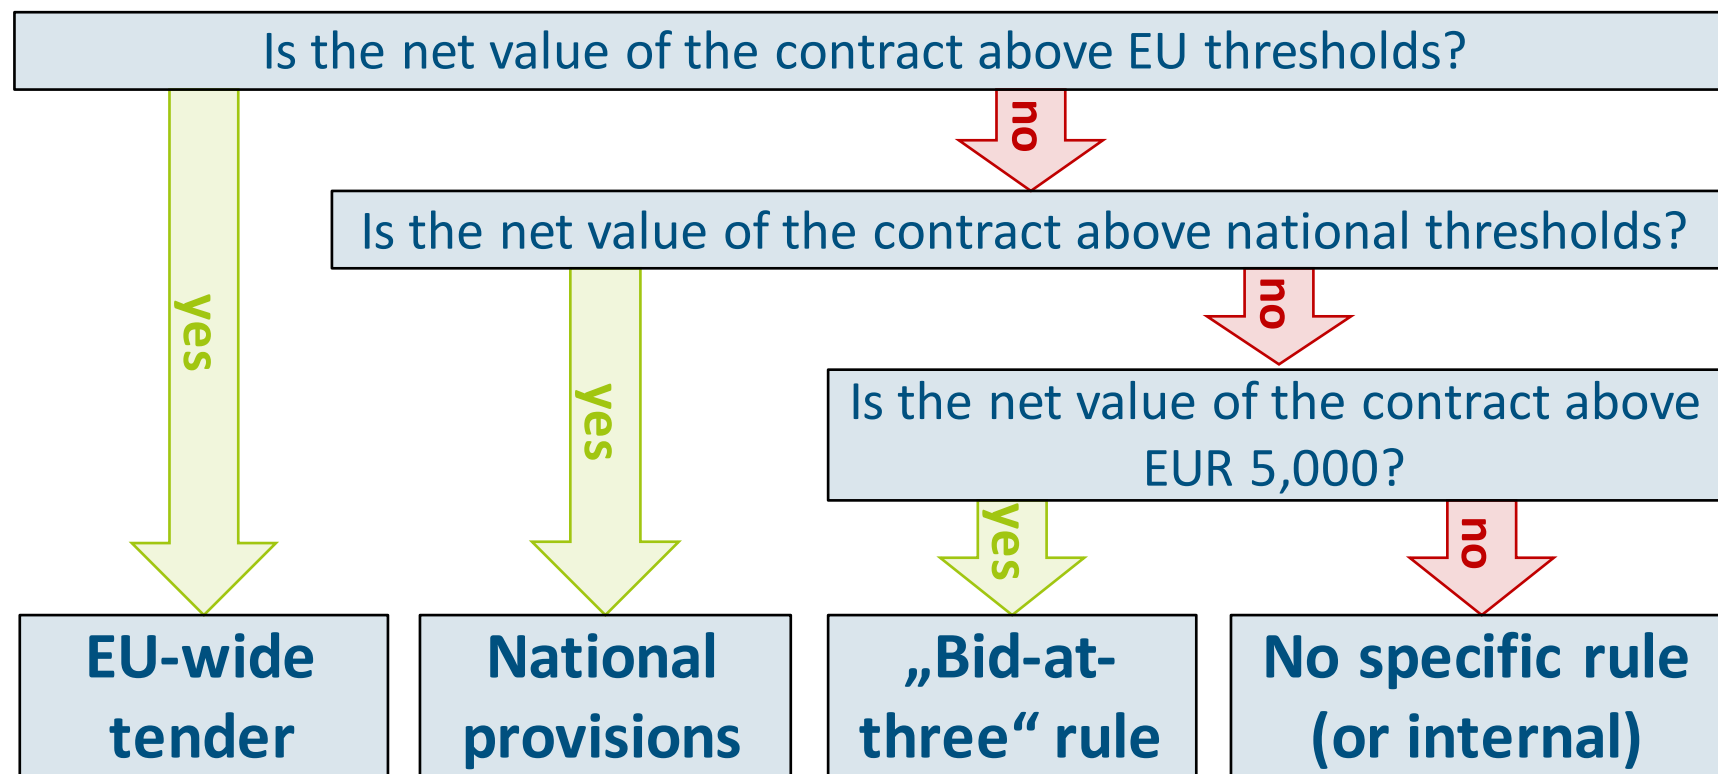 Is the net value of the contract above EU thresholds?
no
Is the net value of the contract above national thresholds?
yes
no
yes
Is the net value of the contract above
EUR 5,000?
yes
no
EU-wide
tender
National
provisions
„Bid-at-
three“ rule
No specific rule
(or internal)